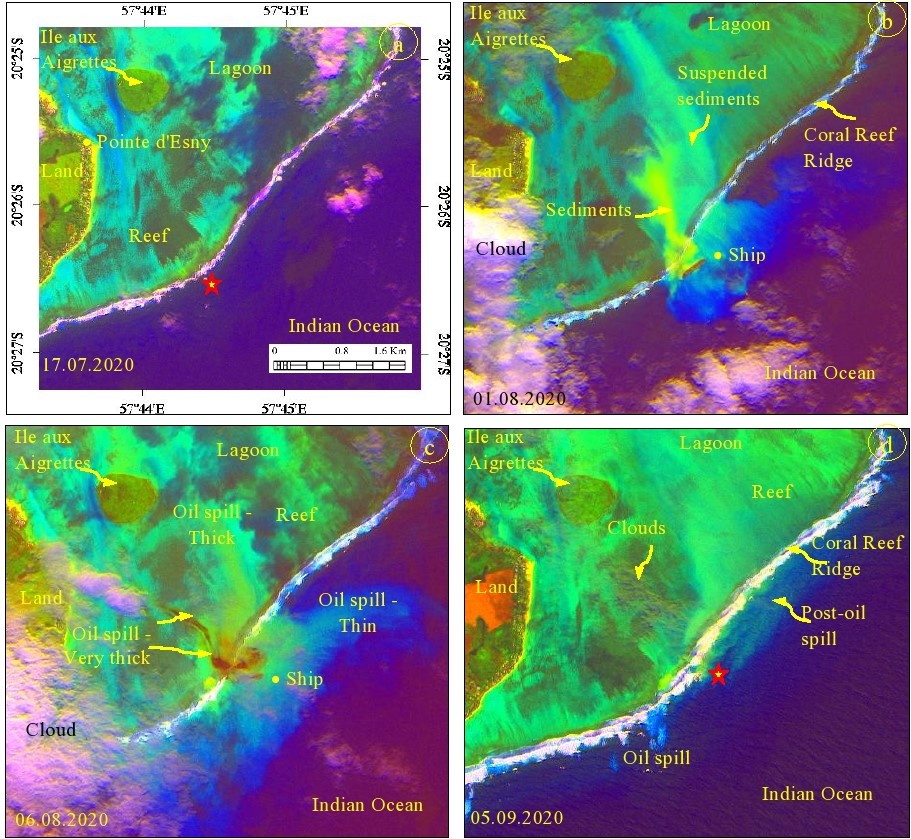 57°44'E 57°45'E
a
Ile aux
Aigrettes
Lagoon
20°25'S
20°25'S
Pointe d'Esny
Land
20°26'S
20°26'S
Reef
Indian Ocean
0 0.8 1.6 Km
20°27'S
20°27'S
17.07.2020
57°44'E 57°45'E
b
Ile aux
Aigrettes
Lagoon
Suspended
sediments
Coral Reef
Ridge
Land
Sediments
Cloud
Ship
Indian Ocean
01.08.2020
c
Ile aux
Aigrettes
Lagoon
Oil spill -
Thick
Reef
Land
Oil spill -
Thin
Oil spill -
Very thick
Ship
Cloud
Indian Ocean
06.08.2020
d
Ile aux
Aigrettes
Lagoon
Reef
Clouds
Coral Reef
Ridge
Land
Post-oil
spill
Oil spill
Indian Ocean
05.09.2020